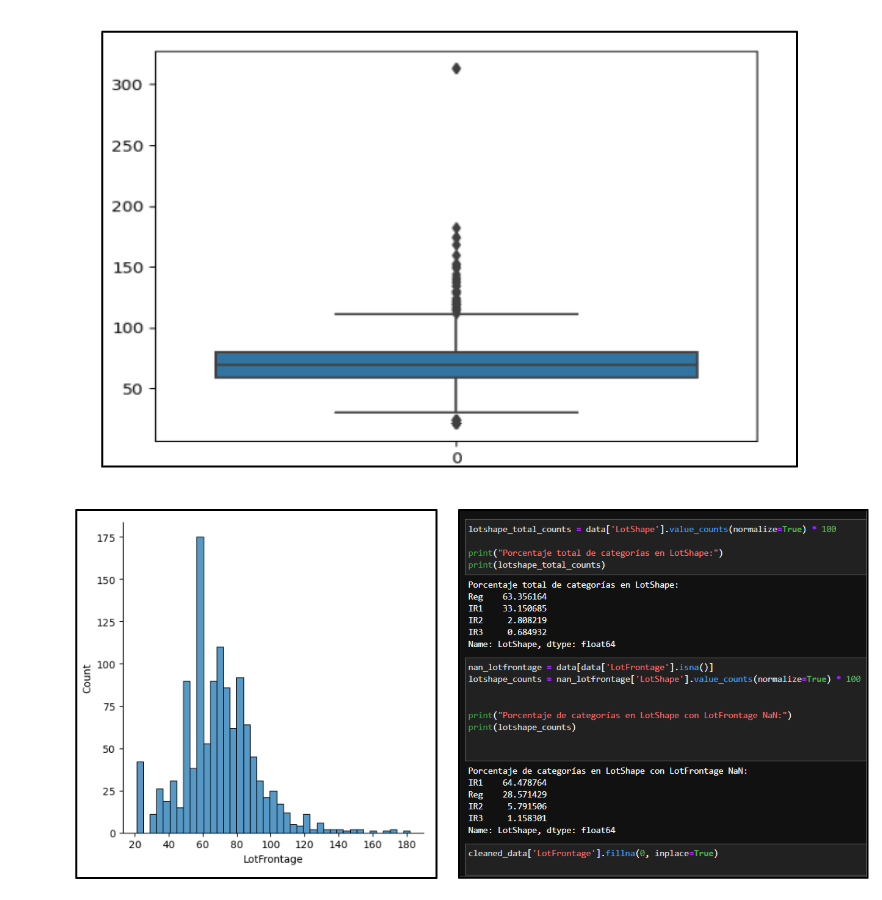 300
250
200
150
100
50
0
175
150
125
100
75
50
25
0
Count
20 40 60 80 100 120 140 160 180
LotFrontage
lotshape_total_counts = data['LotShape'].value_counts(normalize=True) * 100
print("Porcentaje total de categorías en LotShape:")
print(lotshape_total_counts)
Porcentaje total de categorías en LotShape:
Reg 63.356164
IR1 33.150685
IR2 2.808219
IR3 0.684932
Name: LotShape, dtype: float64
nan_lotfrontage = data[data['LotFrontage'].isna()]
lotshape_counts = nan_lotfrontage['LotShape'].value_counts(normalize=True) * 100
print("Porcentaje de categorías en LotShape con LotFrontage NaN:")
print(lotshape_counts)
Porcentaje de categorías en LotShape con LotFrontage NaN:
IR1 64.478764
Reg 28.571429
IR2 5.791506
IR3 1.158301
Name: LotShape, dtype: float64
cleaned_data['LotFrontage'].fillna(0, inplace=True)